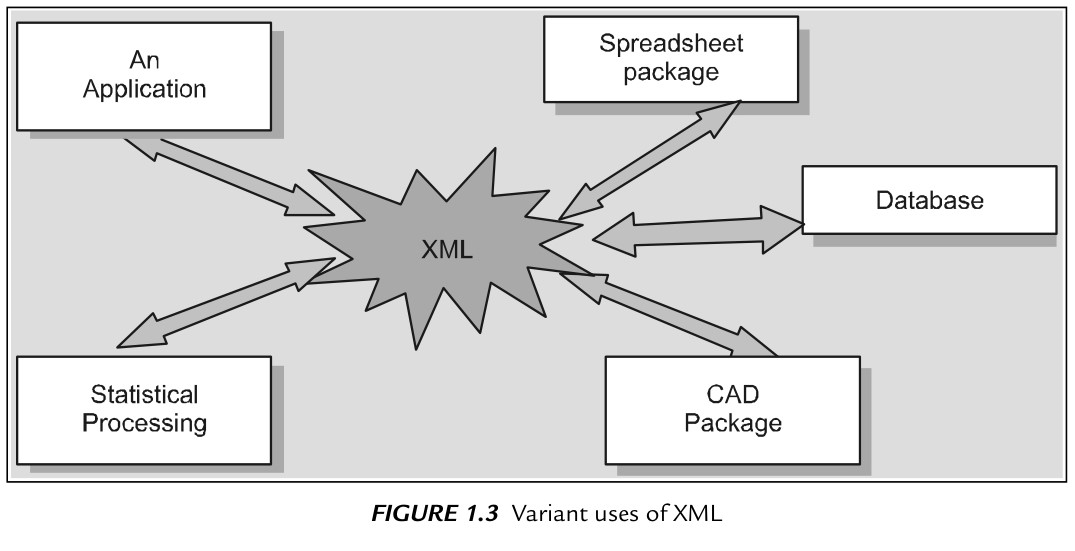 An
Application
Spreadsheet
package
Database
XML
Statistical
Processing
CAD
Package
FIGURE 1.3 Variant uses of XML